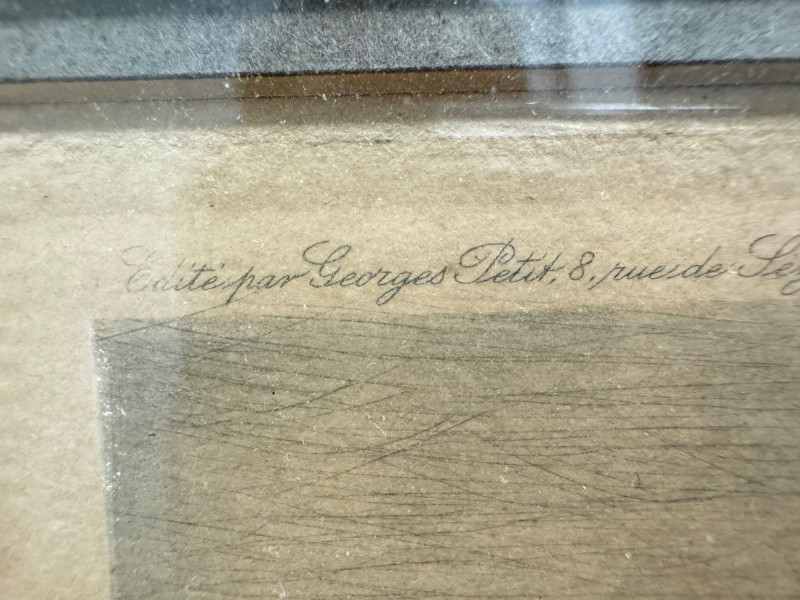 Edité par Georges Petit, 8, rue de